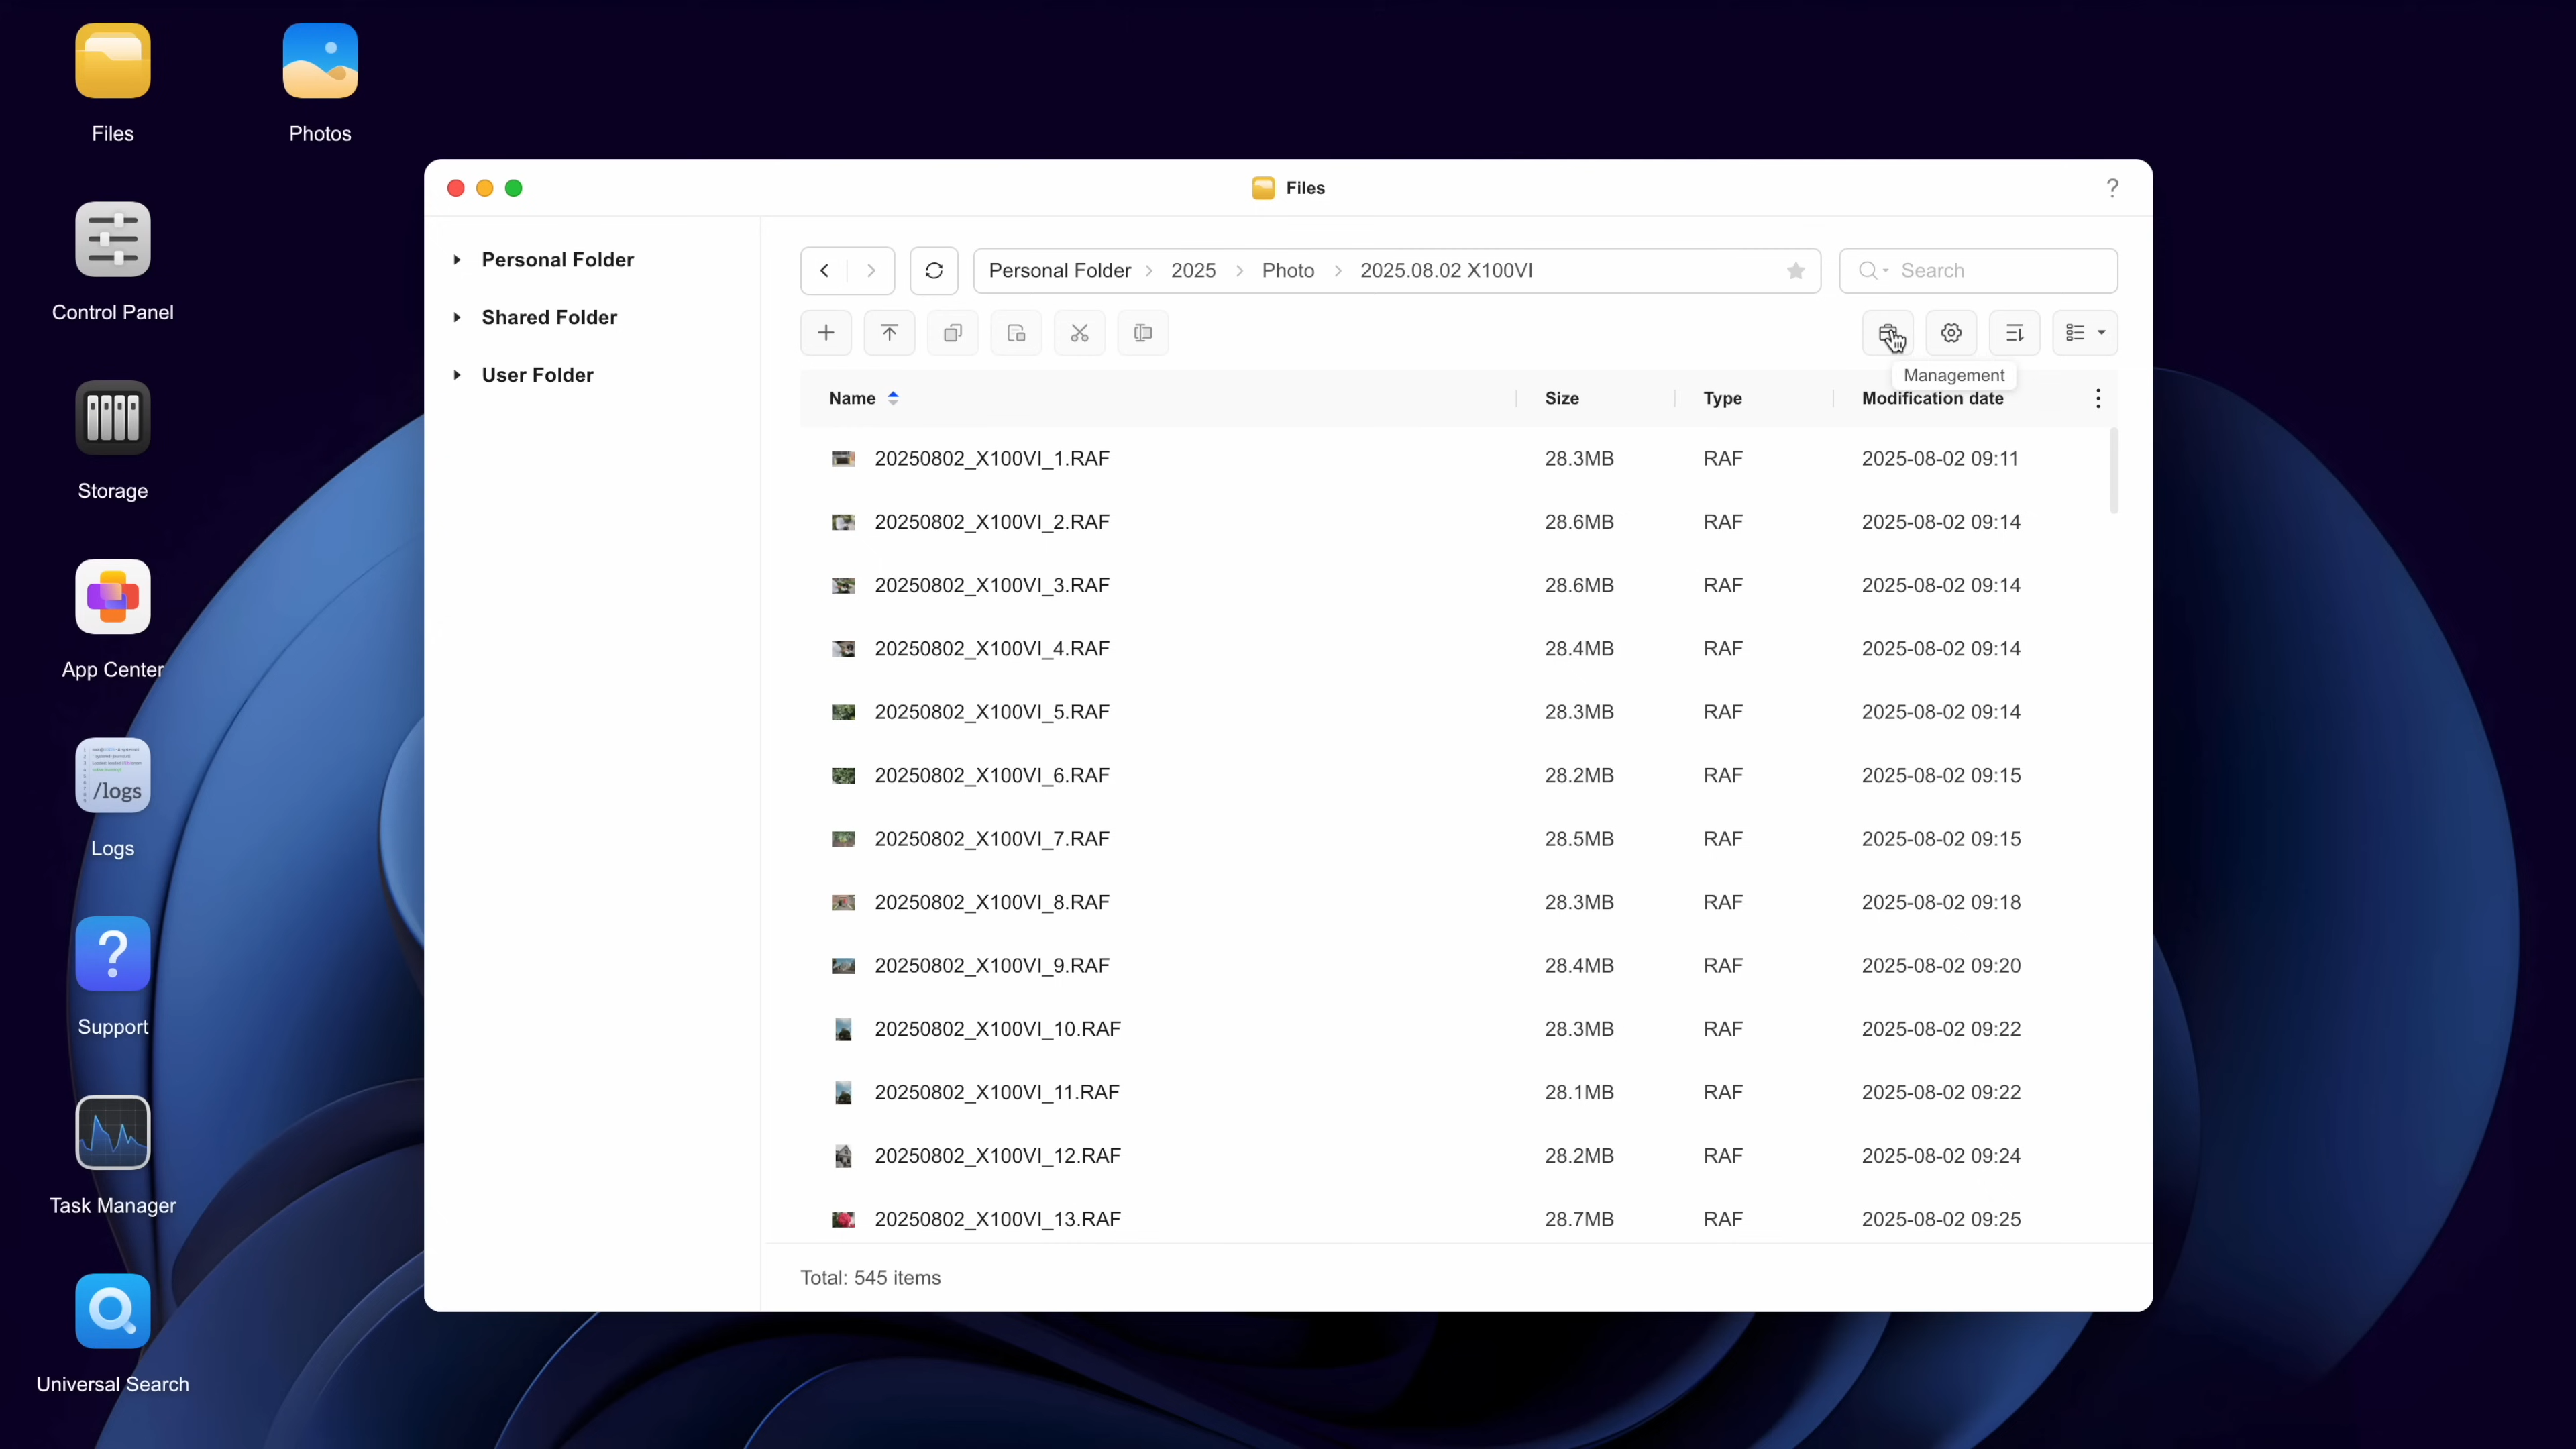 Files
Photos
Control Panel
Storage
App Center
/logs
Logs
?
Support
Task Manager
Universal Search
Files
?
Personal Folder
Shared Folder
User Folder
Personal Folder > 2025 > Photo > 2025.08.02 X100VI
Search
Management
Name Size Type Modification date
20250802_X100VI_1.RAF 28.3MB RAF 2025-08-02 09:11
20250802_X100VI_2.RAF 28.6MB RAF 2025-08-02 09:14
20250802_X100VI_3.RAF 28.6MB RAF 2025-08-02 09:14
20250802_X100VI_4.RAF 28.4MB RAF 2025-08-02 09:14
20250802_X100VI_5.RAF 28.3MB RAF 2025-08-02 09:14
20250802_X100VI_6.RAF 28.2MB RAF 2025-08-02 09:15
20250802_X100VI_7.RAF 28.5MB RAF 2025-08-02 09:15
20250802_X100VI_8.RAF 28.3MB RAF 2025-08-02 09:18
20250802_X100VI_9.RAF 28.4MB RAF 2025-08-02 09:20
20250802_X100VI_10.RAF 28.3MB RAF 2025-08-02 09:22
20250802_X100VI_11.RAF 28.1MB RAF 2025-08-02 09:22
20250802_X100VI_12.RAF 28.2MB RAF 2025-08-02 09:24
20250802_X100VI_13.RAF 28.7MB RAF 2025-08-02 09:25
Total: 545 items